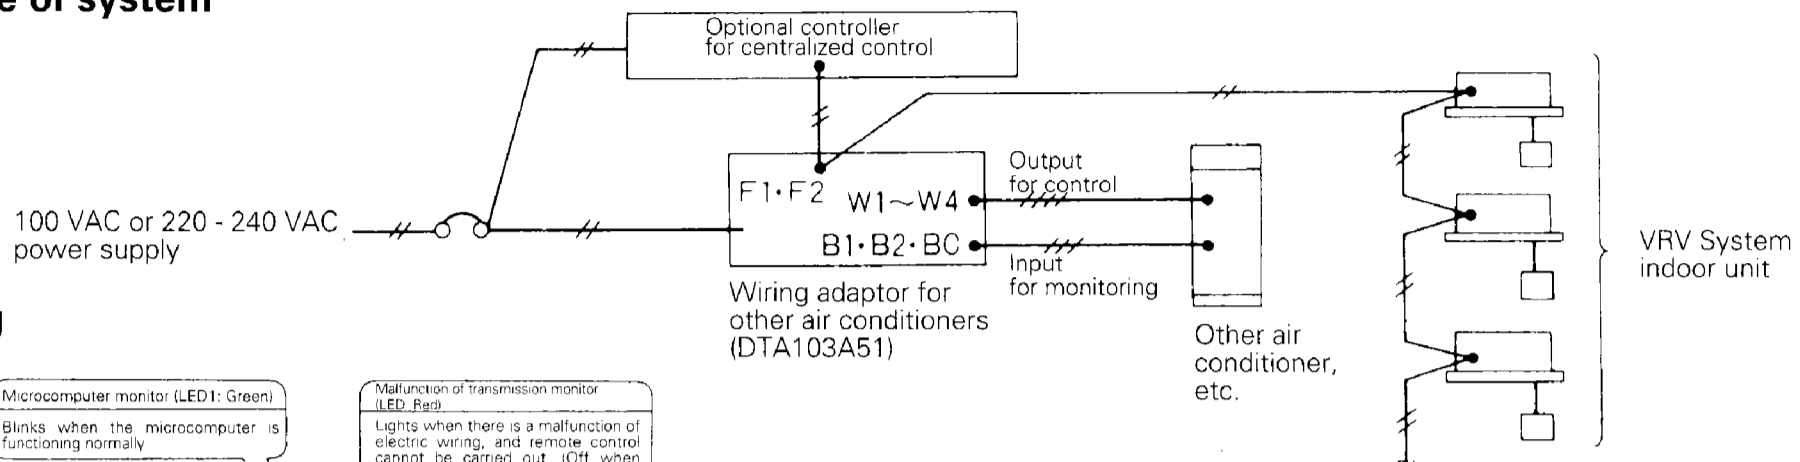 e of system
Optional controller
for centralized control
F1·F2
W1~W4
B1·B2·BC
Output
for control
Input
for monitoring
100 VAC or 220 - 240 VAC
power supply
VRV System
indoor unit
Wiring adaptor for
other air conditioners
(DTA103A51)
Other air
conditioner,
etc.
Microcomputer monitor (LED1: Green)
Blinks when the microcomputer is
functioning normally
Malfunction of transmission monitor
(LED Red)
Lights when there is a malfunction of
electric wiring, and remote control
cannot be carried out (Off when